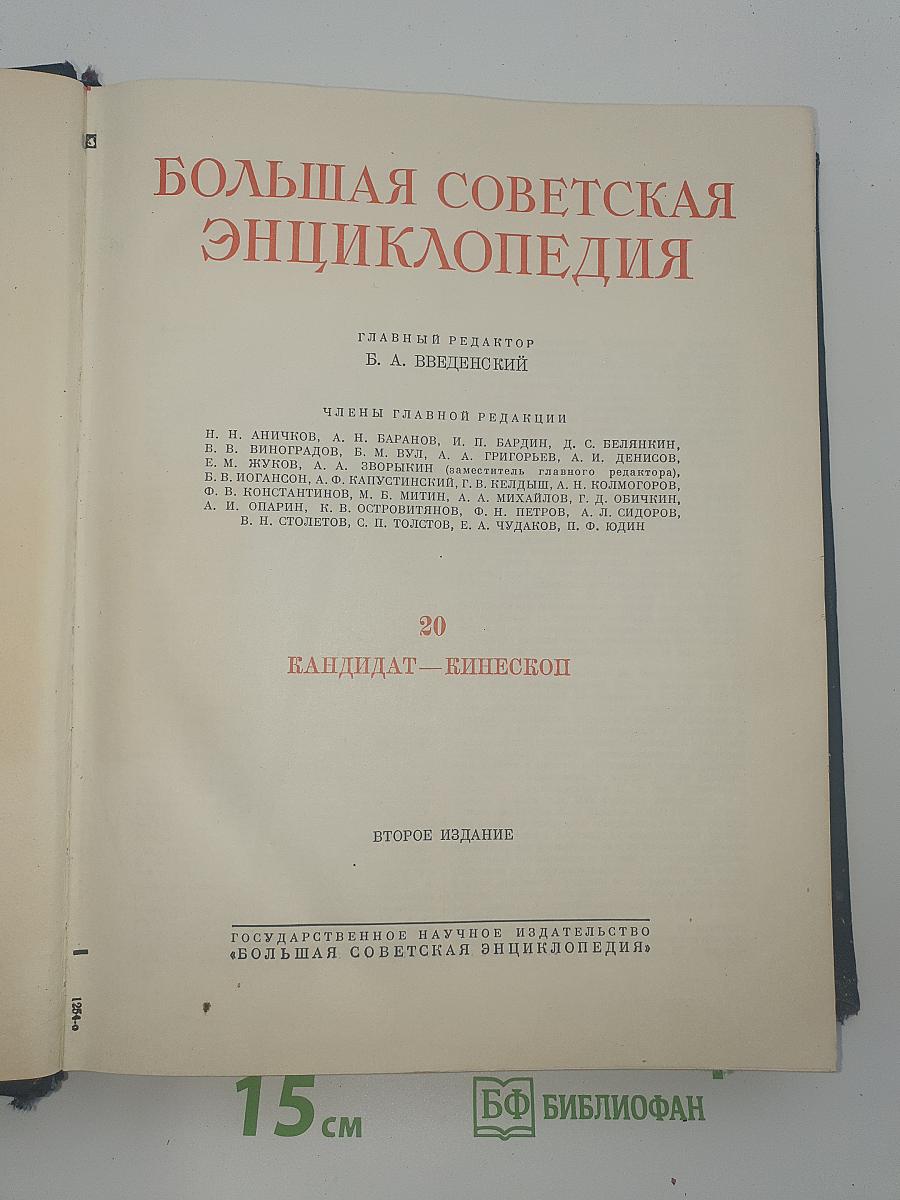 БОЛЬШАЯ СОВЕТСКАЯ
ЭНЦИКЛОПЕДИЯ
ГЛАВНЫЙ РЕДАКТОР
Б. А. ВВЕДЕНСКИЙ
ЧЛЕНЫ ГЛАВНОЙ РЕДАКЦИИ
Н. Н. АНИЧКОВ, А. Н. БАРАНОВ, И. П. БАРДИН, Д. С. БЕЛЯНКИН,
В. В. ВИНОГРАДОВ, Б. М. ВУЛ, А. А. ГРИГОРЬЕВ, А. И. ДЕНИСОВ,
Е. М. ЖУКОВ, А. А. ЗВОРЫКИН (заместитель главного редактора),
Б. В. ИОГАНСОН, А. Ф. КАПУСТИНСКИЙ, Г. В. КЕЛДЫШ, А. Н. КОЛМОГОРОВ,
Ф. В. КОНСТАНТИНОВ, М. Б. МИТИН, А. А. МИХАЙЛОВ, Г. Д. ОБИЧКИН,
А. И. ОПАРИН, К. В. ОСТРОВИТЯНОВ, Ф. Н. ПЕТРОВ, А. Л. СИДОРОВ,
В. Н. СТОЛЕТОВ, С. П. ТОЛСТОВ, Е. А. ЧУДАКОВ, П. Ф. ЮДИН
20
КАНДИДАТ—КИНЕСКОП
ВТОРОЕ ИЗДАНИЕ
ГОСУДАРСТВЕННОЕ НАУЧНОЕ ИЗДАТЕЛЬСТВО
«БОЛЬШАЯ СОВЕТСКАЯ ЭНЦИКЛОПЕДИЯ»
1254-о
15 см
БФ БИБЛИОФАН